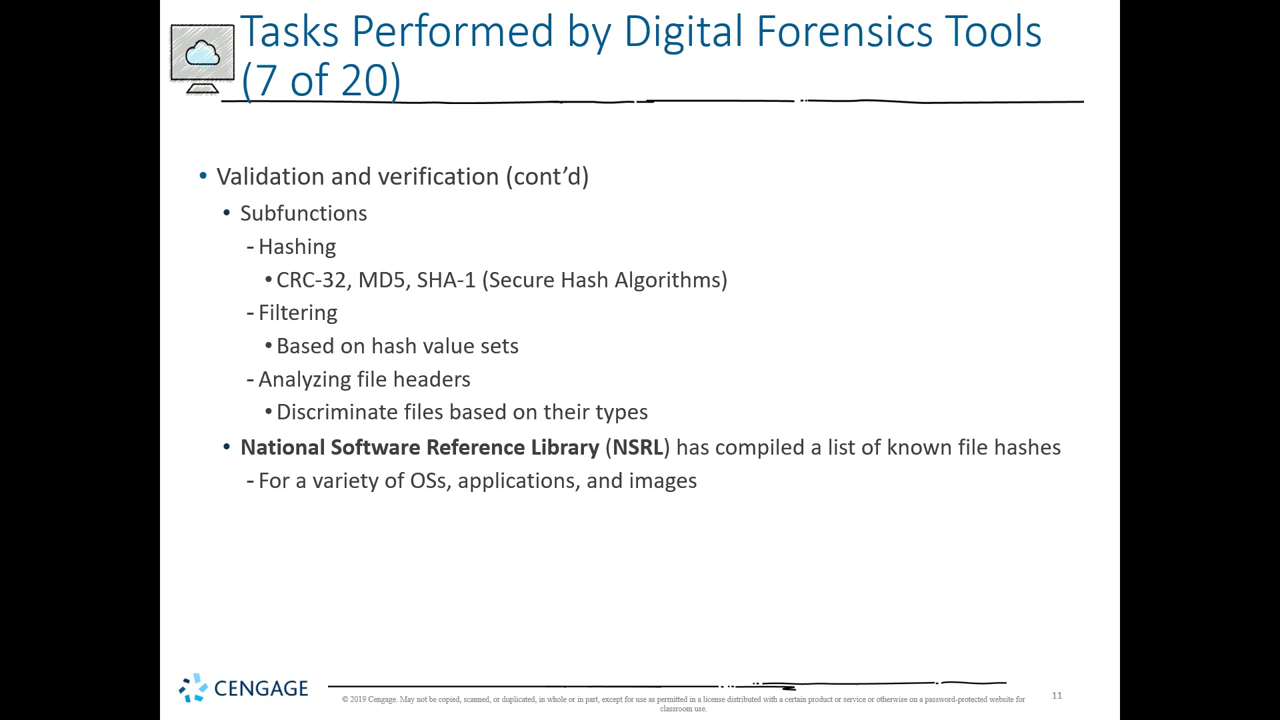 Tasks Performed by Digital Forensics Tools
(7 of 20)
• Validation and verification (cont’d)
• Subfunctions
- Hashing
• CRC-32, MD5, SHA-1 (Secure Hash Algorithms)
- Filtering
• Based on hash value sets
- Analyzing file headers
• Discriminate files based on their types
• National Software Reference Library (NSRL) has compiled a list of known file hashes
- For a variety of OSs, applications, and images
CENGAGE
© 2019 Cengage. May not be copied, scanned, or duplicated, in whole or in part, except for use as permitted in a license distributed with a certain product or service or otherwise on a password-protected website for
classroom use.
11